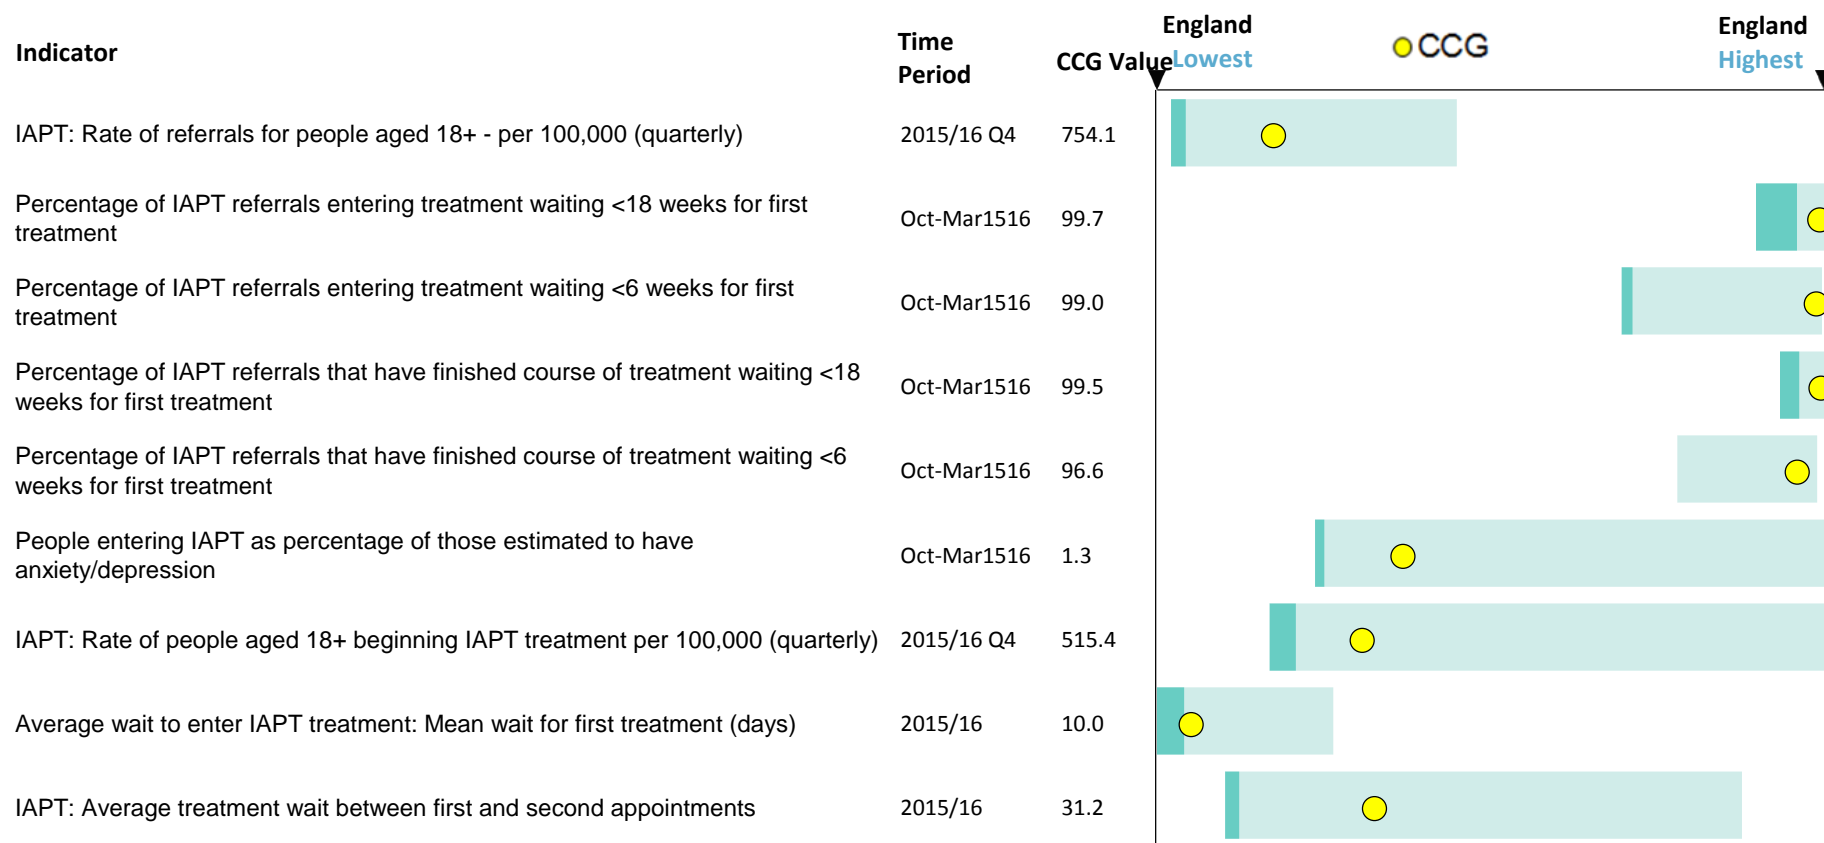 Indicator
Time
Period
CCG Value
England
Lowest
CCG
England
Highest
IAPT: Rate of referrals for people aged 18+ - per 100,000 (quarterly) 2015/16 Q4 754.1
Percentage of IAPT referrals entering treatment waiting <18 weeks for first
treatment
Oct-Mar1516 99.7
Percentage of IAPT referrals entering treatment waiting <6 weeks for first
treatment
Oct-Mar1516 99.0
Percentage of IAPT referrals that have finished course of treatment waiting <18
weeks for first treatment
Oct-Mar1516 99.5
Percentage of IAPT referrals that have finished course of treatment waiting <6
weeks for first treatment
Oct-Mar1516 96.6
People entering IAPT as percentage of those estimated to have
anxiety/depression
Oct-Mar1516 1.3
IAPT: Rate of people aged 18+ beginning IAPT treatment per 100,000 (quarterly) 2015/16 Q4 515.4
Average wait to enter IAPT treatment: Mean wait for first treatment (days) 2015/16 10.0
IAPT: Average treatment wait between first and second appointments 2015/16 31.2